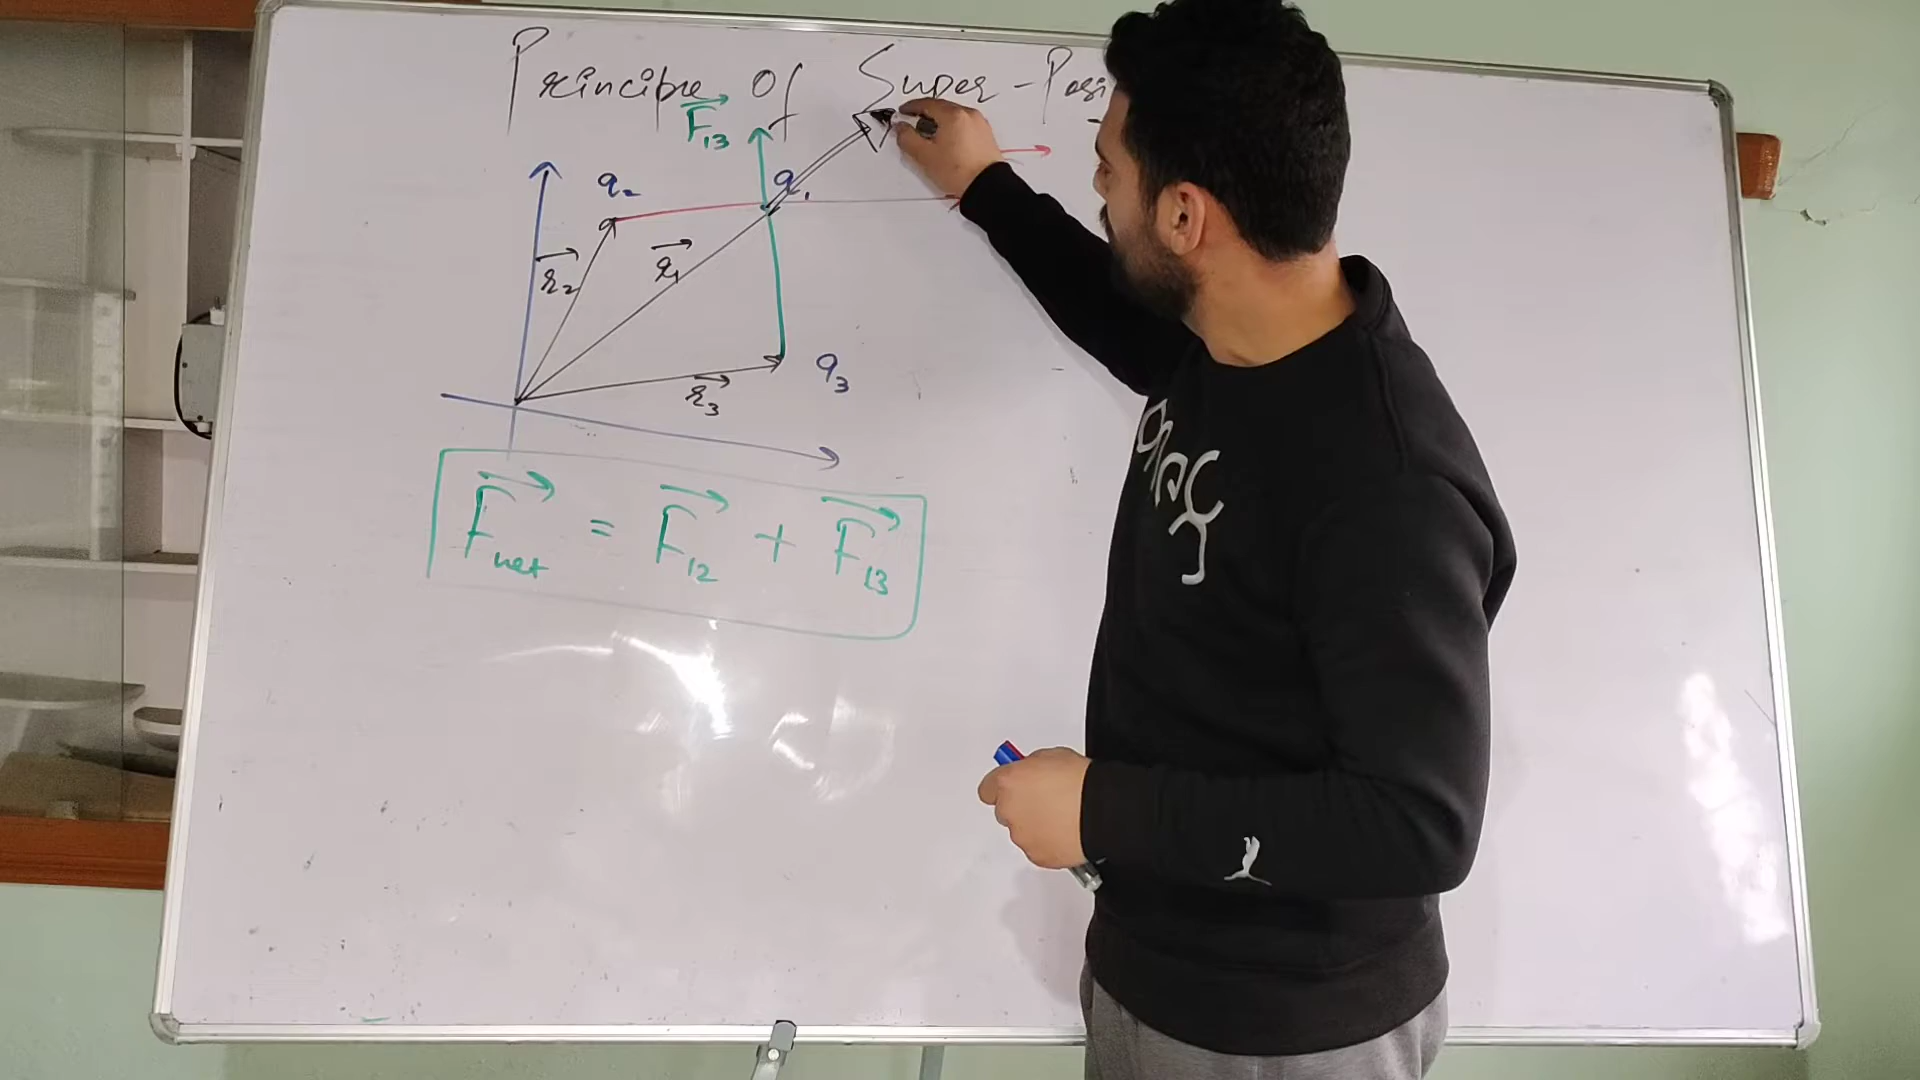 Principle Of Super-Posi
F₁₃
q₂
q₁
r₂
r₁
q₃
r₃
Fnet = F₁₂ + F₁₃